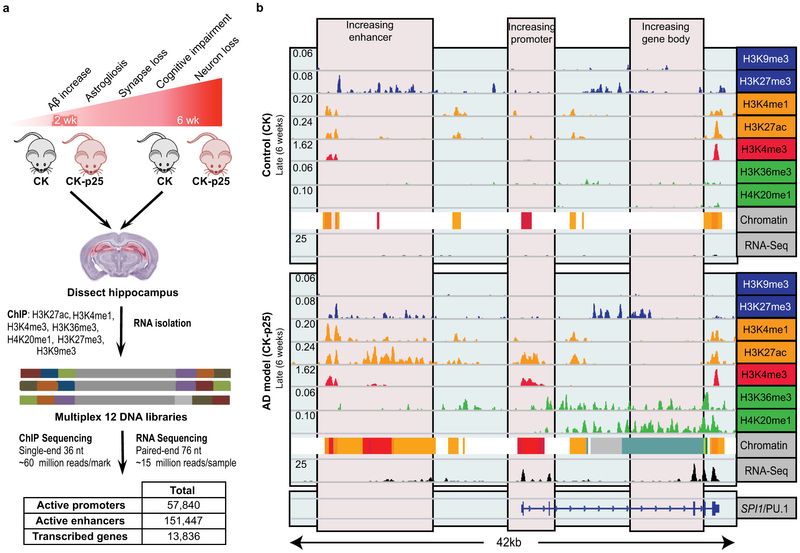 a
Aβ increase
Astrogliosis
Synapse loss
Cognitive impairment
Neuron loss
2 wk
6 wk
CK
CK-p25
CK
CK-p25
Dissect hippocampus
ChIP: H3K27ac, H3K4me1,
H3K4me3, H3K36me3,
H4K20me1, H3K27me3,
H3K9me3
RNA isolation
Multiplex 12 DNA libraries
ChIP Sequencing
Single-end 36 nt
~60 million reads/mark
RNA Sequencing
Paired-end 76 nt
~15 million reads/sample
Total
Active promoters 57,840
Active enhancers 151,447
Transcribed genes 13,836
b
Increasing
enhancer
Increasing
promoter
Increasing
gene body
Control (CK)
Late (6 weeks)
0.06 H3K9me3
0.08 H3K27me3
0.20 H3K4me1
0.24 H3K27ac
1.62 H3K4me3
0.06 H3K36me3
0.10 H4K20me1
Chromatin
25 RNA-Seq
AD model (CK-p25)
Late (6 weeks)
0.06 H3K9me3
0.08 H3K27me3
0.20 H3K4me1
0.24 H3K27ac
1.62 H3K4me3
0.06 H3K36me3
0.10 H4K20me1
Chromatin
25 RNA-Seq
SPI1/PU.1
42kb